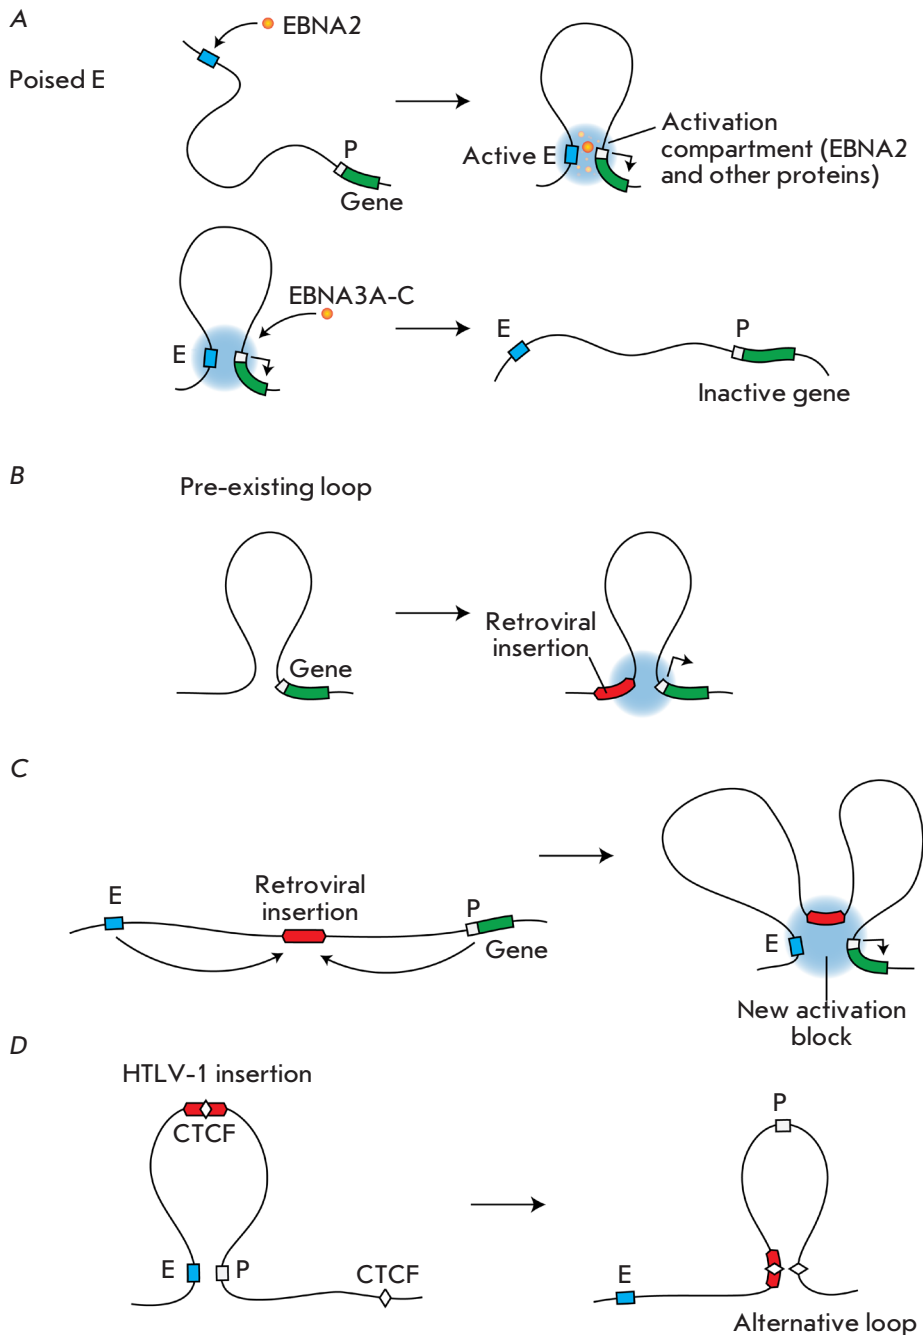 A
EBNA2
Poised E
P
Gene
Active E
Activation
compartment (EBNA2
and other proteins)
EBNA3A-C
E
E
P
Inactive gene
B
Pre-existing loop
Gene
Retroviral
insertion
C
E
Retroviral
insertion
P
Gene
E
New activation
block
D
HTLV-1 insertion
CTCF
E
P
CTCF
P
E
Alternative loop